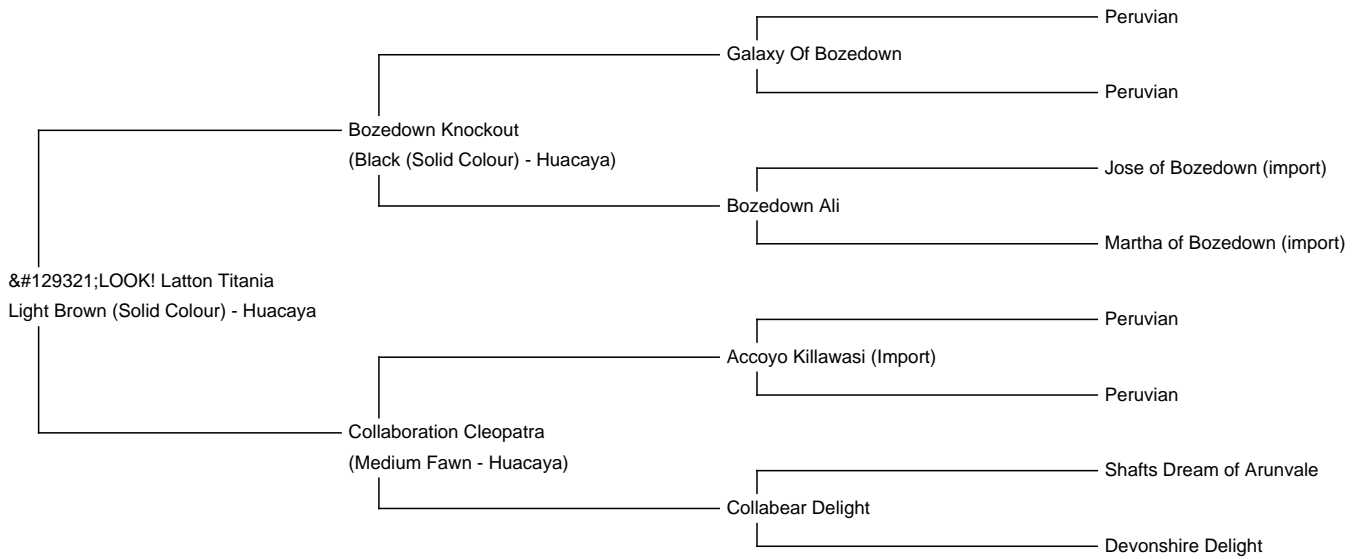 Peruvian
Galaxy Of Bozedown
Peruvian
Bozedown Knockout
(Black (Solid Colour) - Huacaya)
Jose of Bozedown (import)
Bozedown Ali
Martha of Bozedown (import)
&#129321;LOOK! Latton Titania
Light Brown (Solid Colour) - Huacaya
Peruvian
Accoyo Killawasi (Import)
Peruvian
Collaboration Cleopatra
(Medium Fawn - Huacaya)
Shafts Dream of Arunvale
Collabear Delight
Devonshire Delight